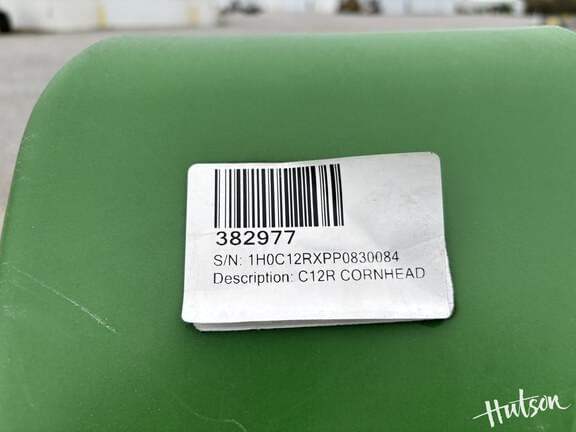 382977
S/N: 1H0C12RXPP0830084
Description: C12R CORNHEAD
Hutson